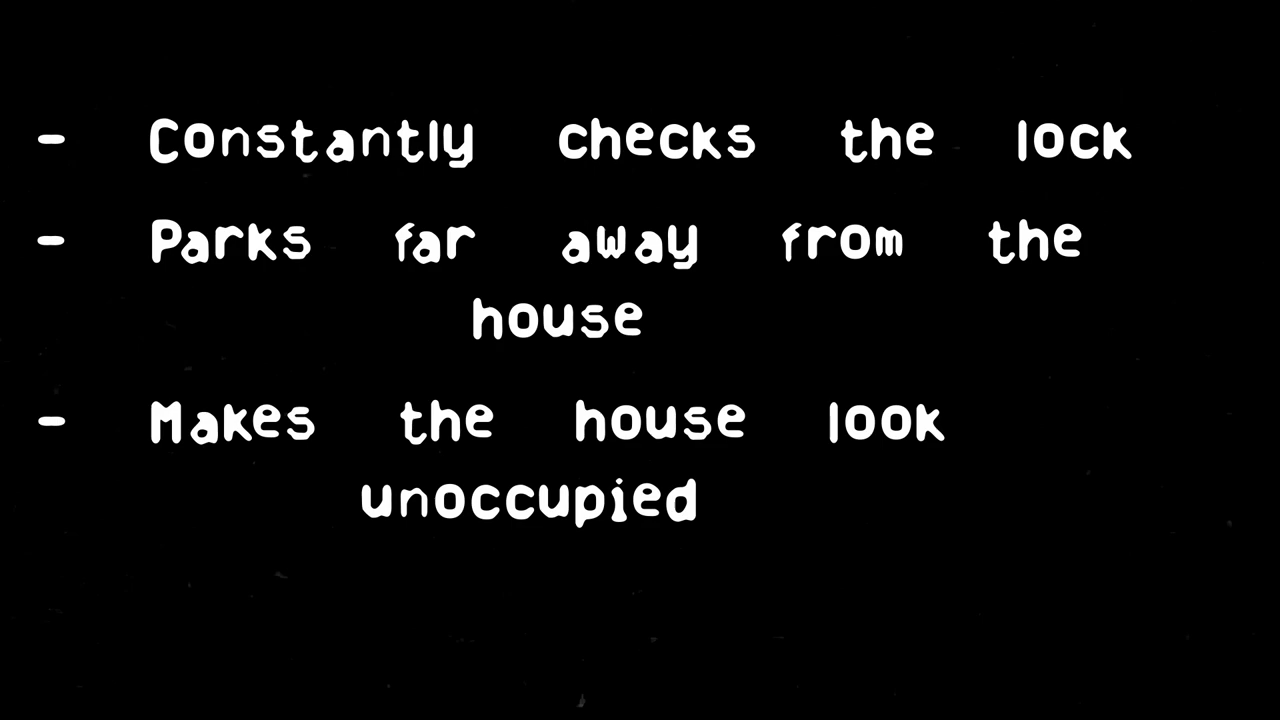 - Constantly checks the lock
- Parks far away from the
house
- Makes the house look
unoccupied